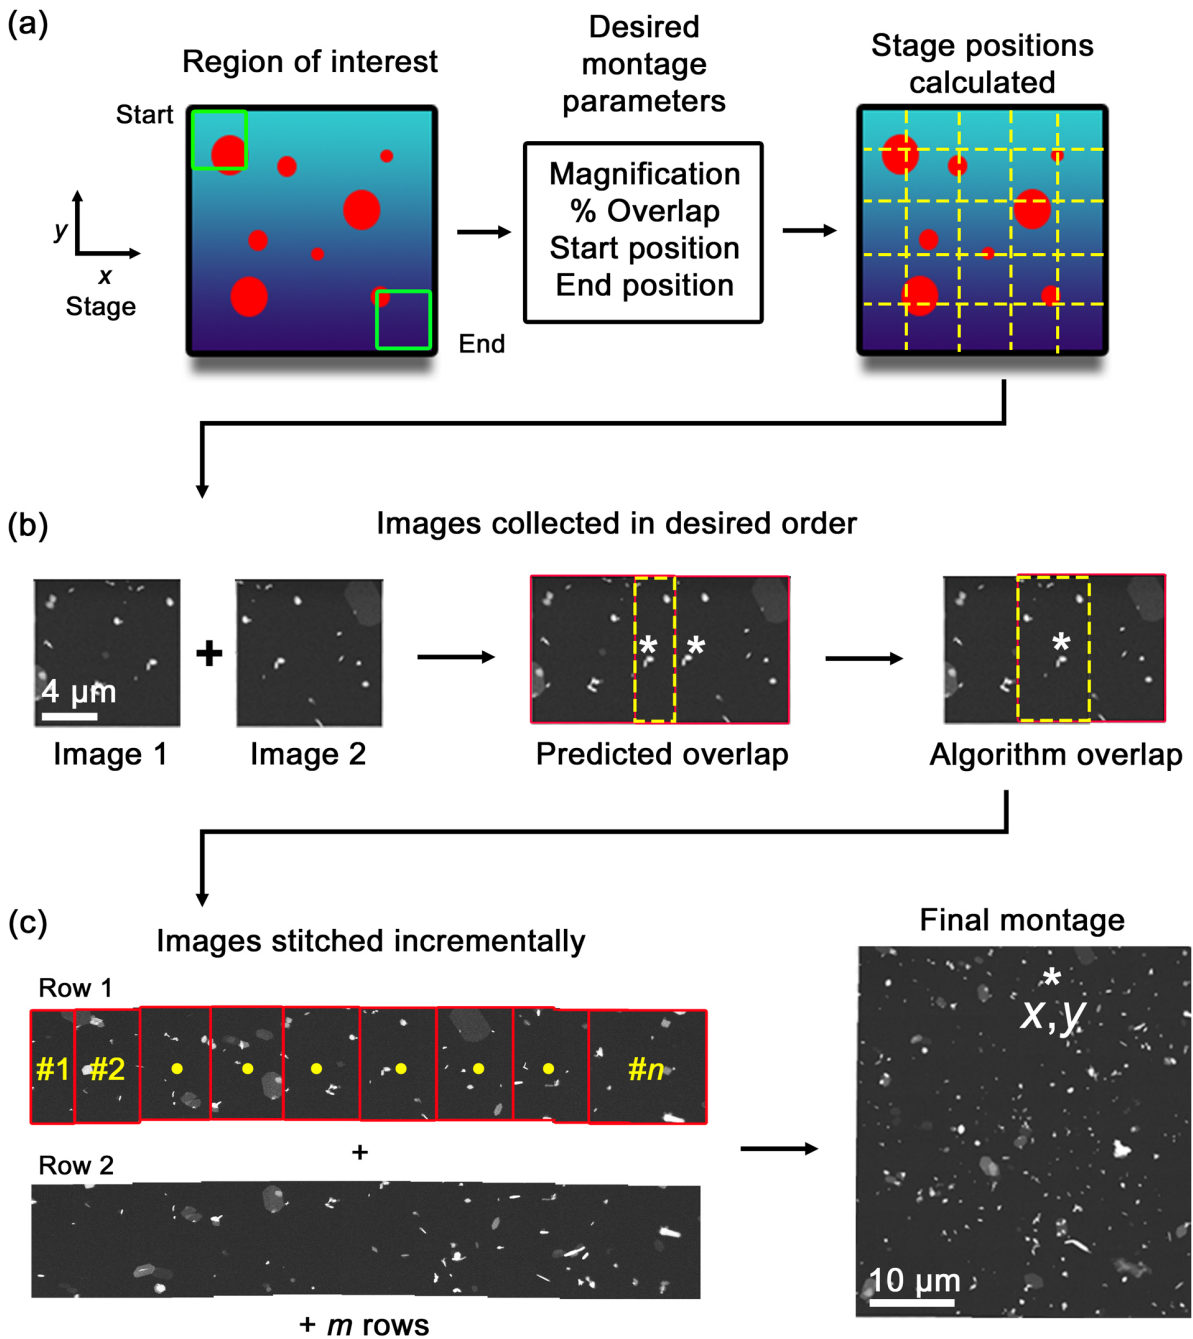 (a)
Region of interest
Desired
montage
parameters
Stage positions
calculated
Start
Magnification
% Overlap
Start position
End position
y
x
Stage
End
(b)
Images collected in desired order
+
4 µm
* *
*
Image 1
Image 2
Predicted overlap
Algorithm overlap
(c)
Images stitched incrementally
Final montage
Row 1
#1 #2 #n
+
Row 2
+ m rows
*
x,y
10 µm